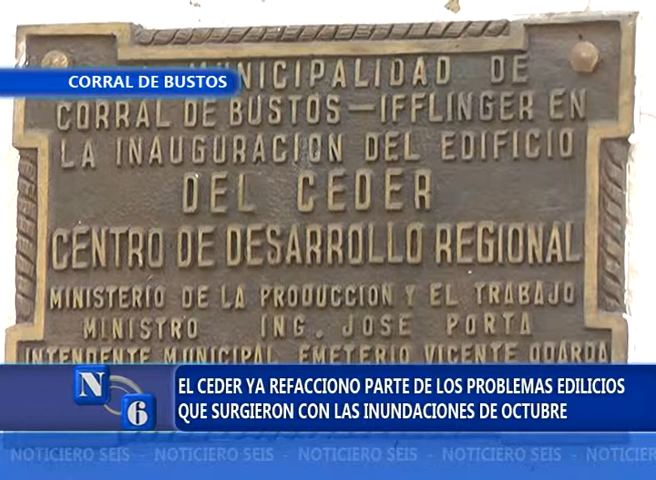 MUNICIPALIDAD DE
CORRAL DE BUSTOS
CORRAL DE BUSTOS—IFFLINGER EN
LA INAUGURACION DEL EDIFICIO
DEL CEDER
CENTRO DE DESARROLLO REGIONAL
MINISTERIO DE LA PRODUCCION Y EL TRABAJO
MINISTRO ING. JOSE PORTA
INTENDENTE MUNICIPAL EMETERIO VICENTE ODARDA
N6
EL CEDER YA REFACCIONO PARTE DE LOS PROBLEMAS EDILICIOS
QUE SURGIERON CON LAS INUNDACIONES DE OCTUBRE
NOTICIERO SEIS - NOTICIERO SEIS - NOTICIERO SEIS - NOTICIERO SEIS - NOTICIERO SEIS -